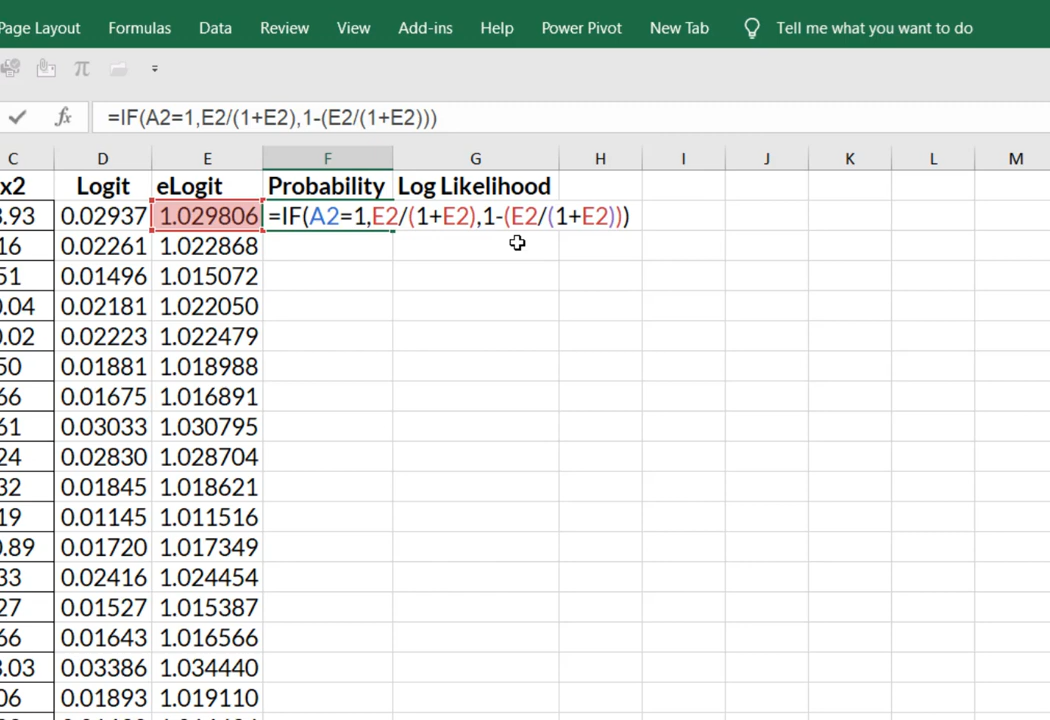 Page Layout Formulas Data Review View Add-ins Help Power Pivot New Tab Tell me what you want to do
π
fx =IF(A2=1,E2/(1+E2),1-(E2/(1+E2)))
C D E F G H I J K L M
x2 Logit eLogit Probability Log Likelihood
.93 0.02937 1.029806 =IF(A2=1,E2/(1+E2),1-(E2/(1+E2)))
16 0.02261 1.022868
51 0.01496 1.015072
.04 0.02181 1.022050
.02 0.02223 1.022479
50 0.01881 1.018988
66 0.01675 1.016891
61 0.03033 1.030795
24 0.02830 1.028704
32 0.01845 1.018621
19 0.01145 1.011516
.89 0.01720 1.017349
33 0.02416 1.024454
27 0.01527 1.015387
66 0.01643 1.016566
.03 0.03386 1.034440
06 0.01893 1.019110